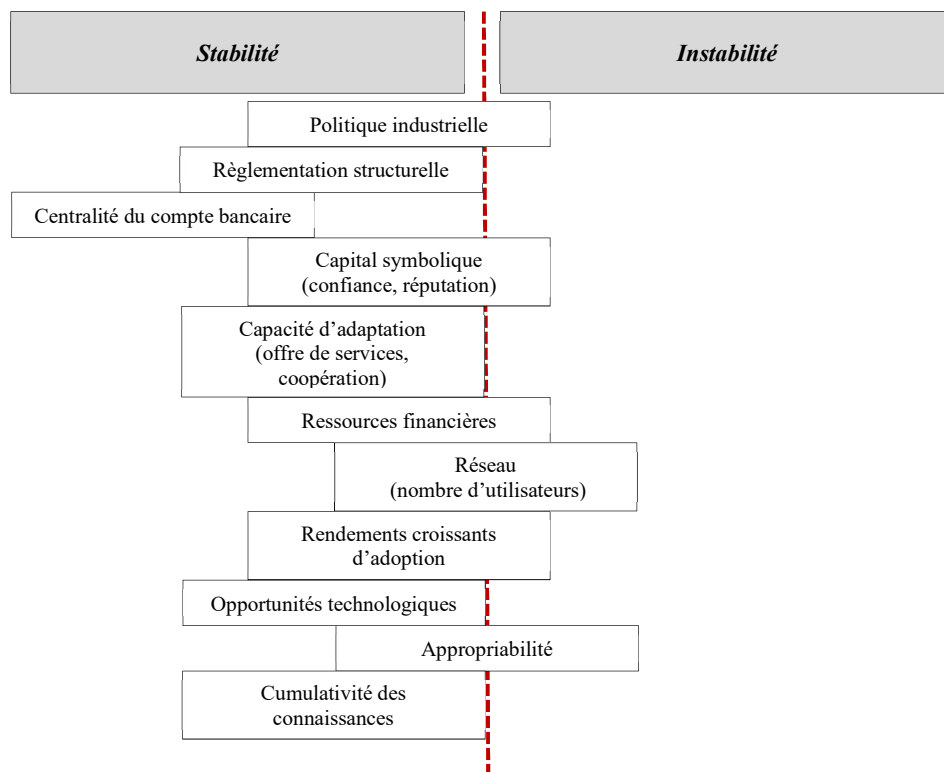 Stabilité
Instabilité
Politique industrielle
Règlementation structurelle
Centralité du compte bancaire
Capital symbolique
(confiance, réputation)
Capacité d’adaptation
(offre de services,
coopération)
Ressources financières
Réseau
(nombre d’utilisateurs)
Rendements croissants
d’adoption
Opportunités technologiques
Appropriabilité
Cumulativité des
connaissances